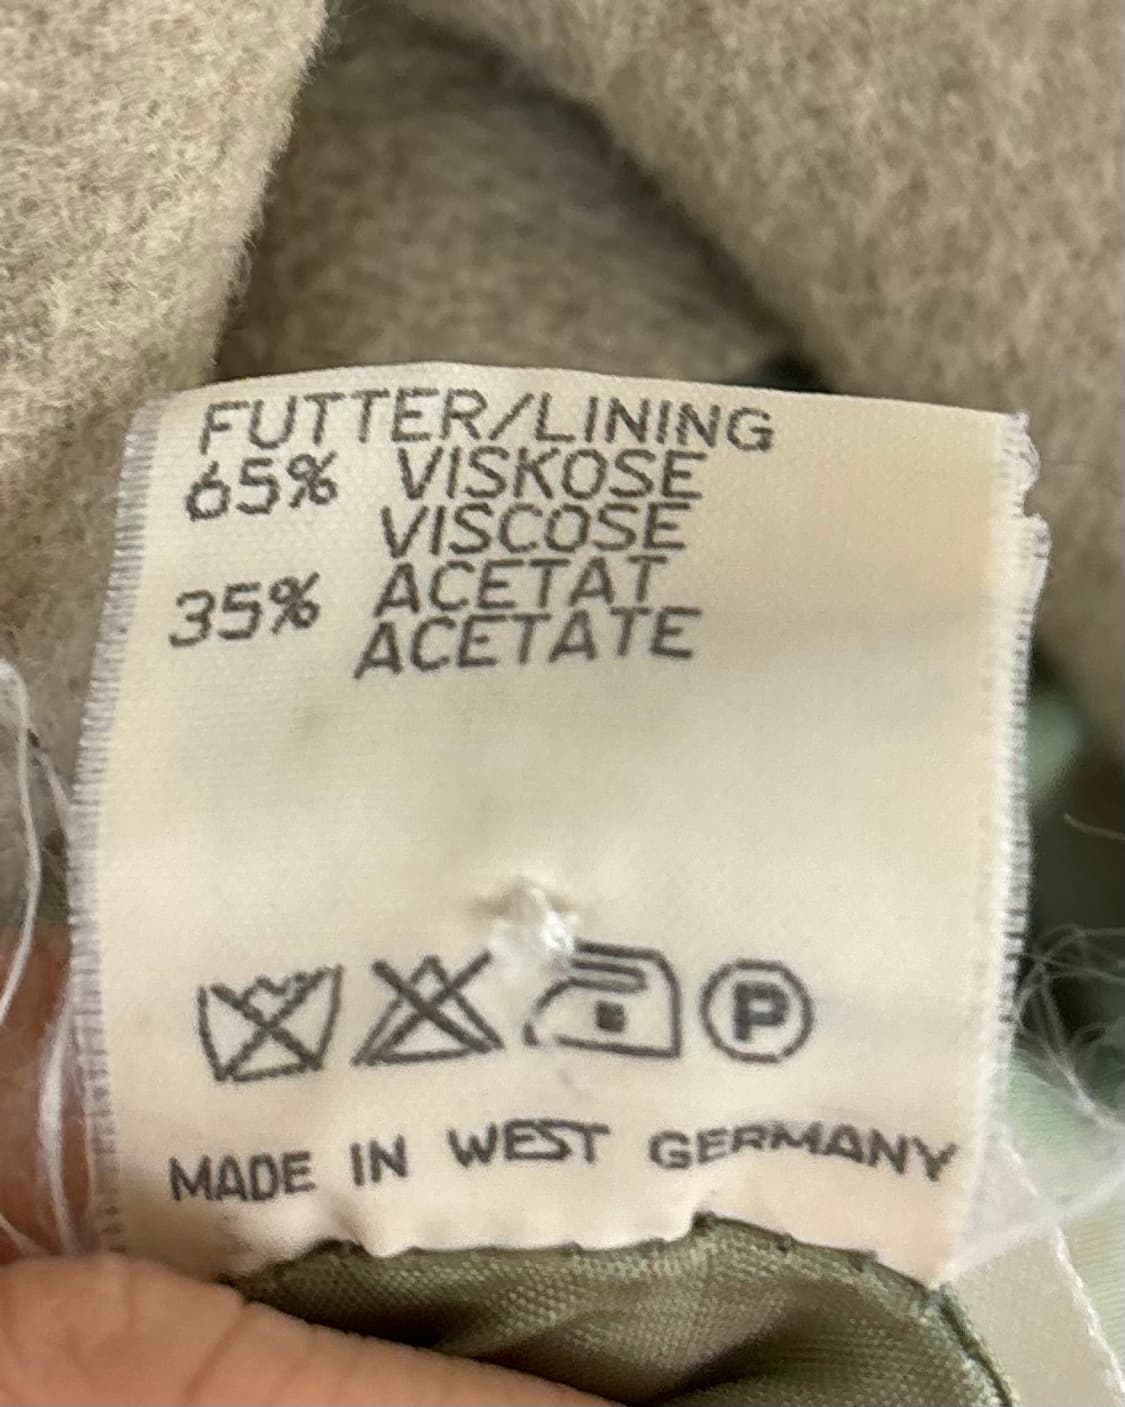 FUTTER/LINING
65% VISKOSE
VISCOSE
35% ACETAT
ACETATE
P
MADE IN WEST GERMANY